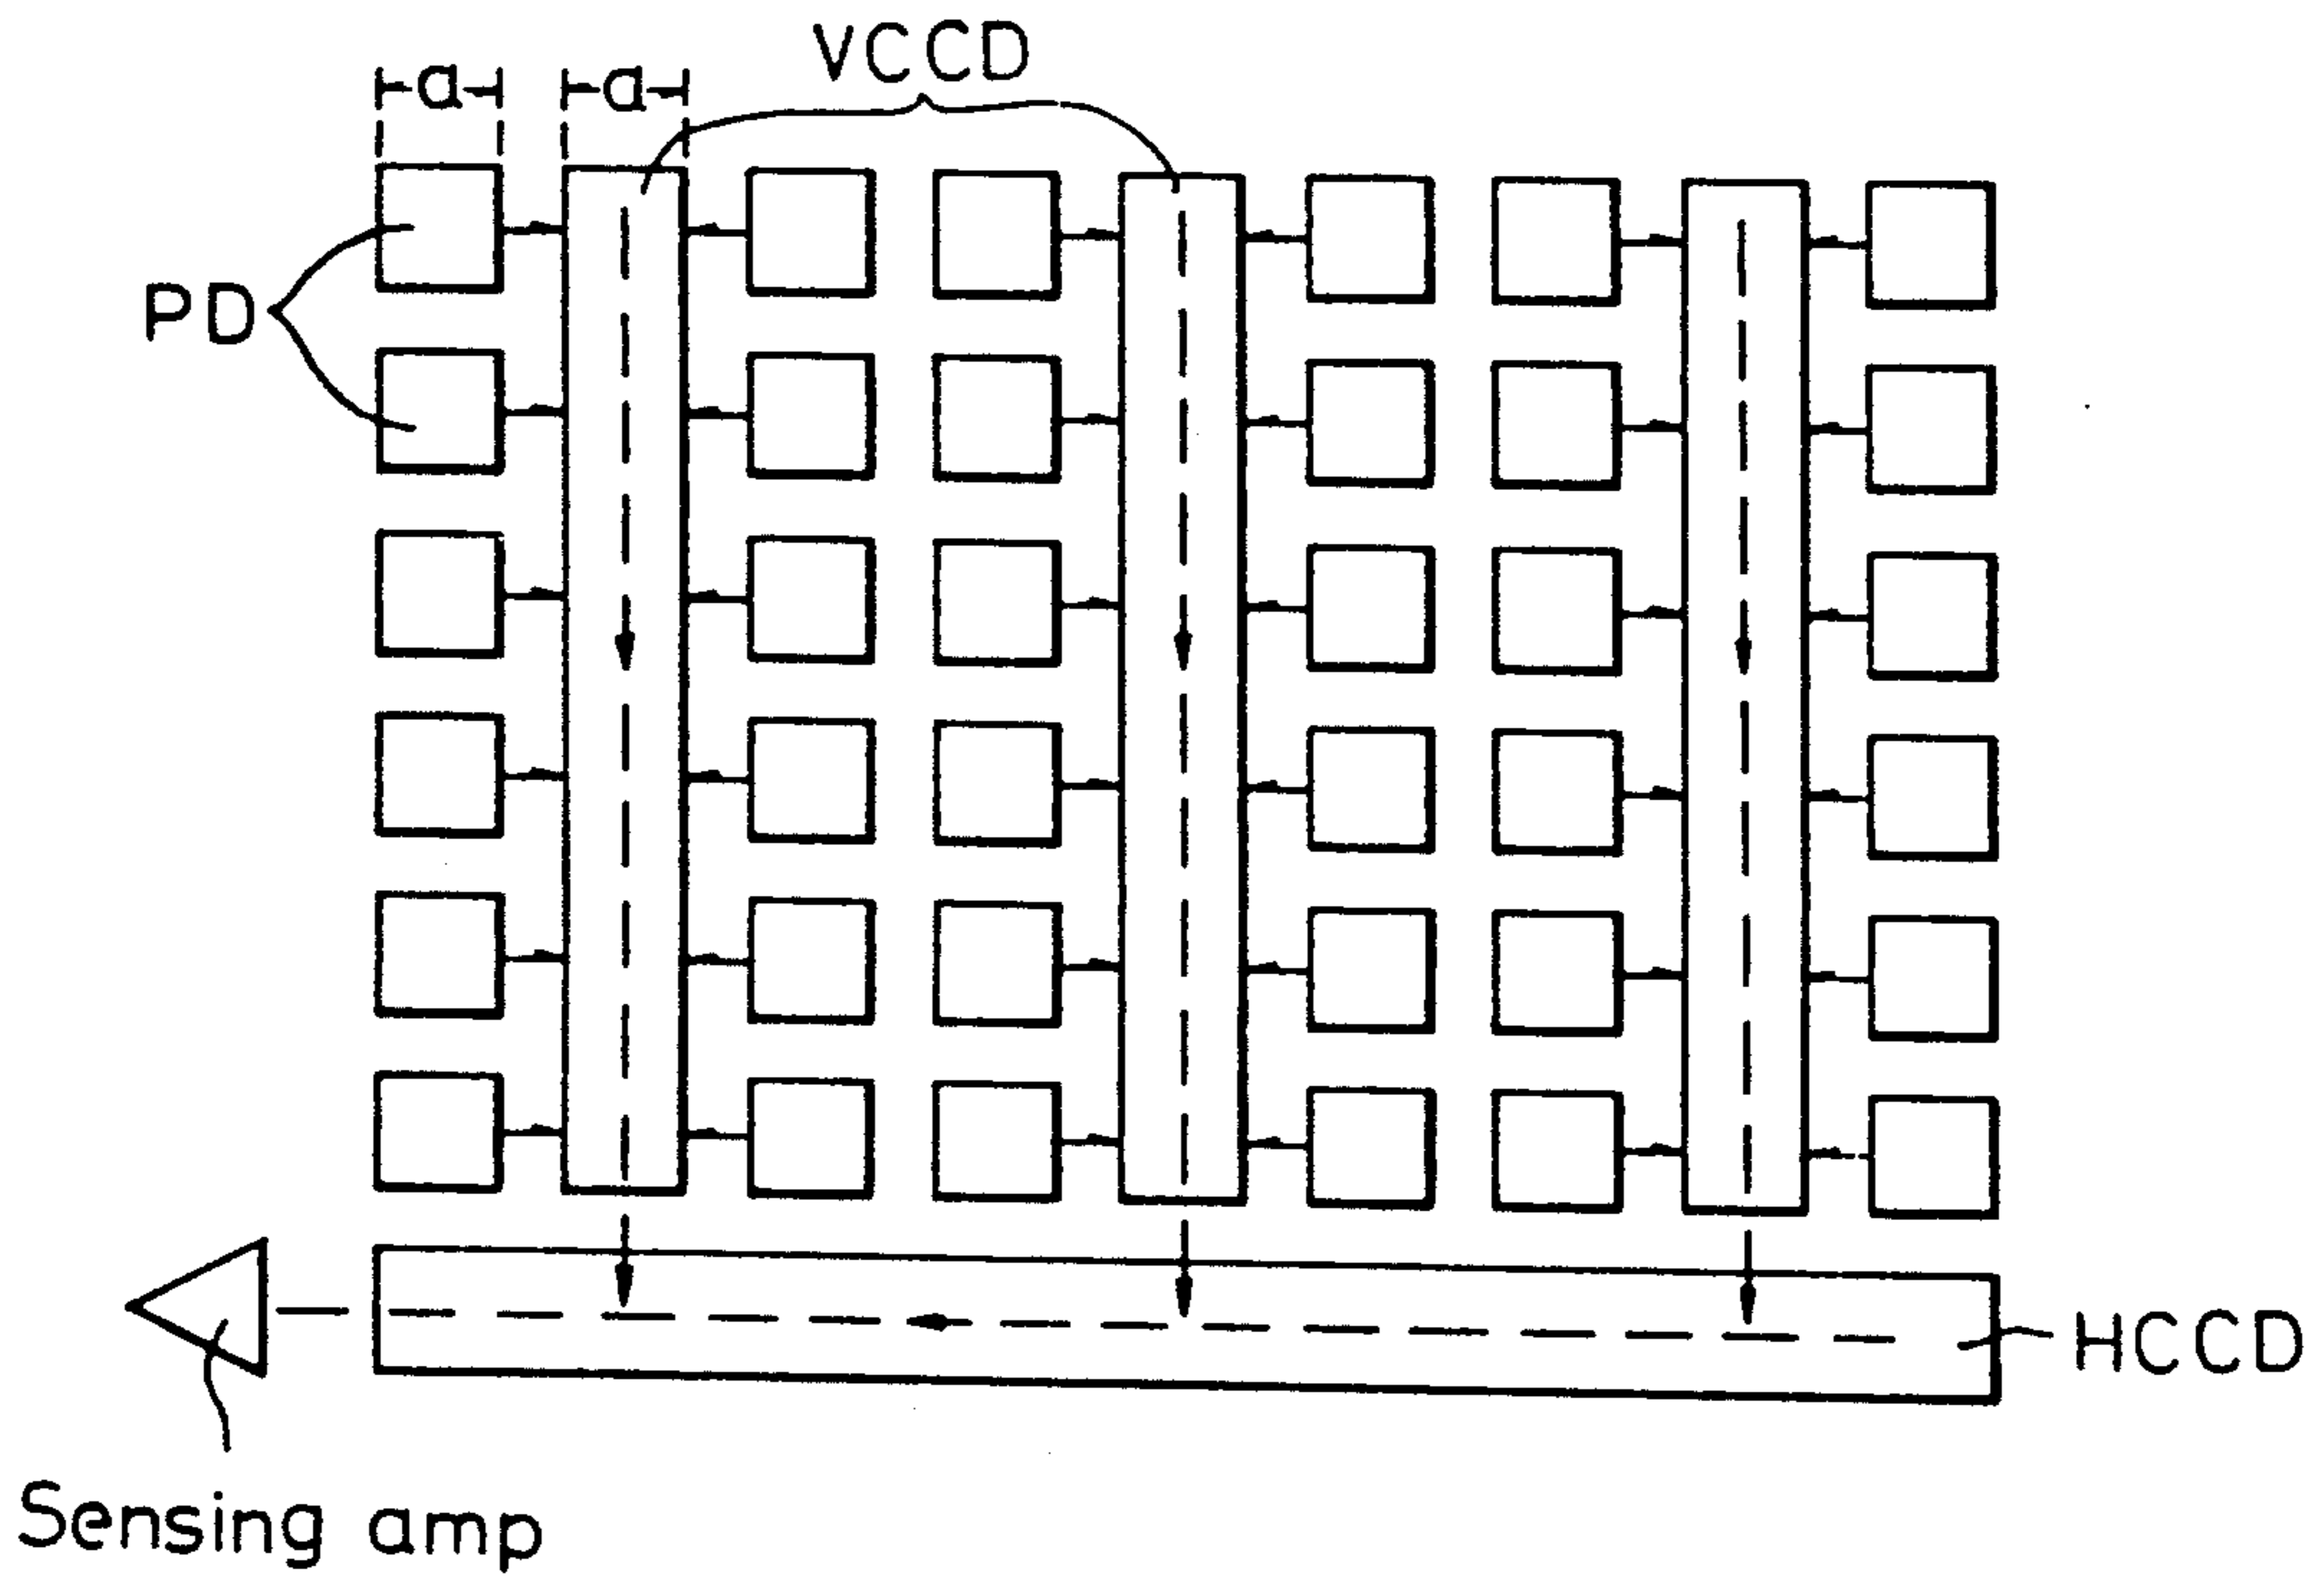 VCCD
a
a
PD
HCCD
Sensing amp